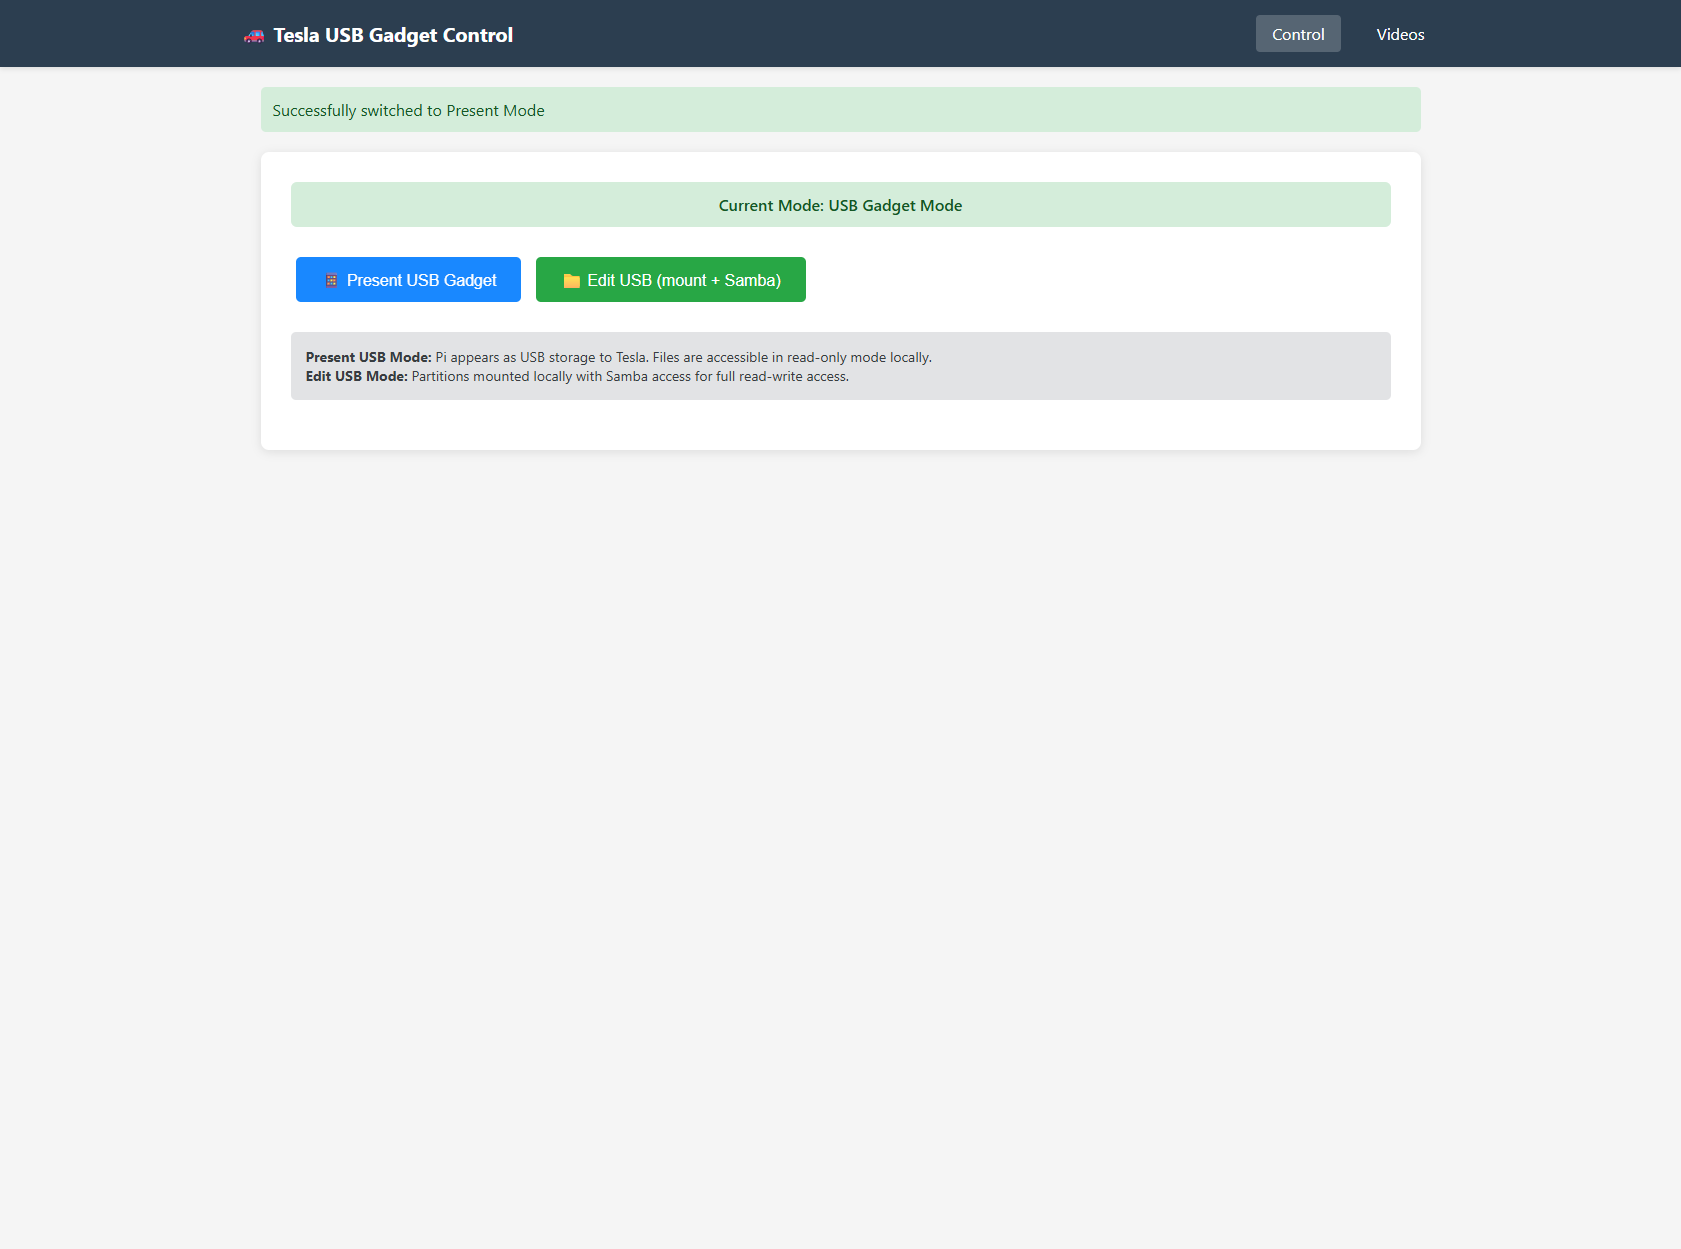 Tesla USB Gadget Control
Control
Videos
Successfully switched to Present Mode
Current Mode: USB Gadget Mode
Present USB Gadget
Edit USB (mount + Samba)
Present USB Mode: Pi appears as USB storage to Tesla. Files are accessible in read-only mode locally.
Edit USB Mode: Partitions mounted locally with Samba access for full read-write access.